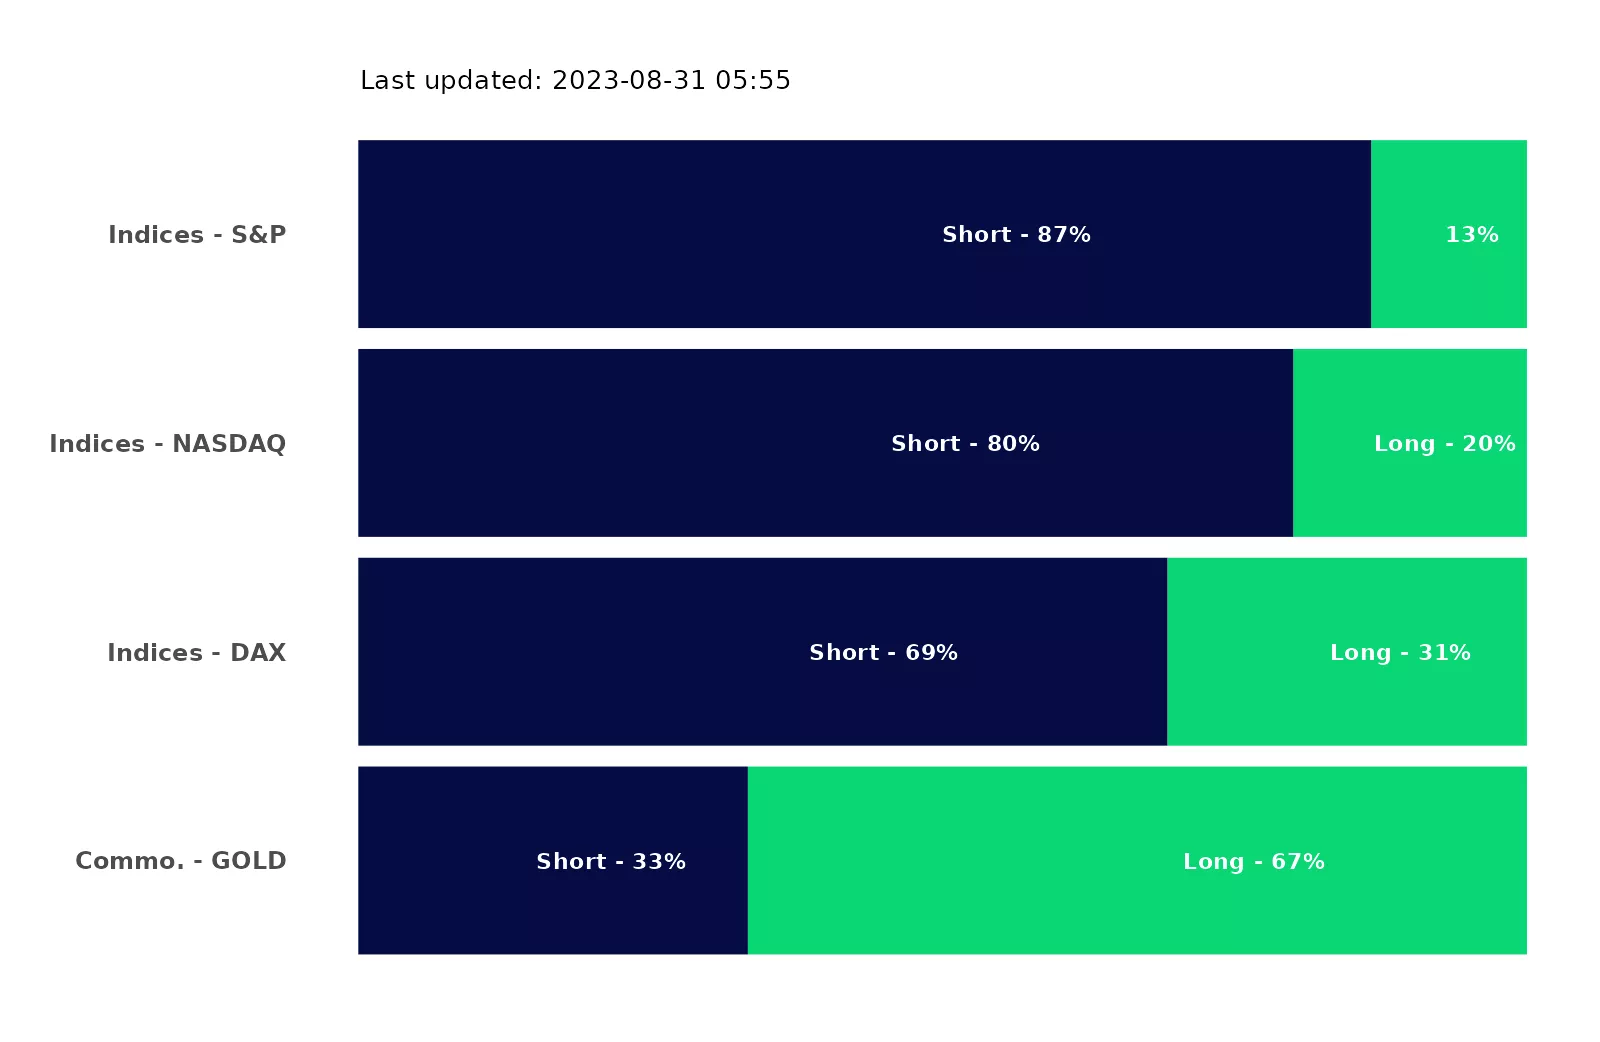 Last updated: 2023-08-31 05:55
Indices - S&P
Short - 87%
13%
Indices - NASDAQ
Short - 80%
Long - 20%
Indices - DAX
Short - 69%
Long - 31%
Commo. - GOLD
Short - 33%
Long - 67%